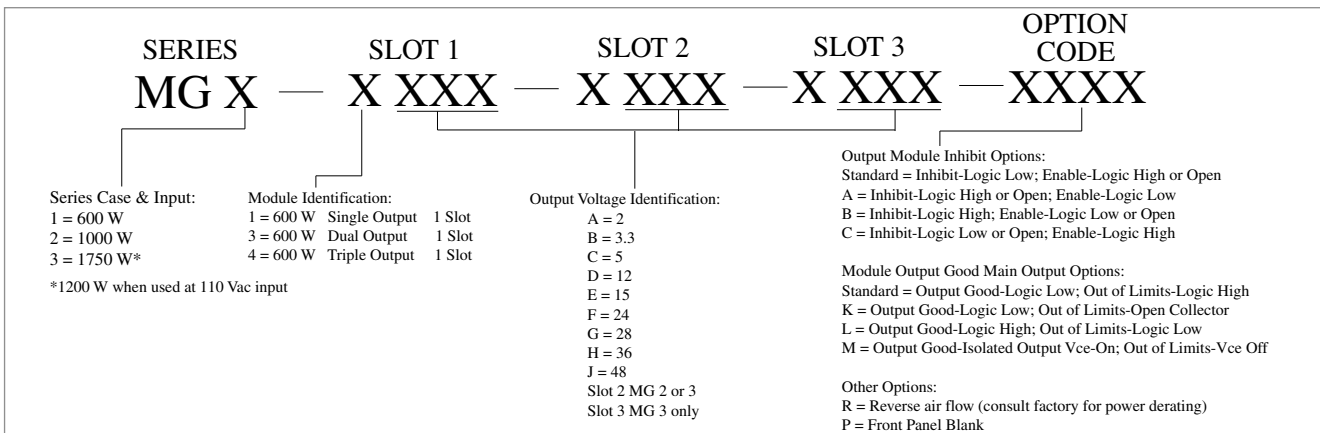 SERIES SLOT 1 SLOT 2 SLOT 3 OPTION CODE
MG X — X XXX — X XXX — X XXX — XXXX
Series Case & Input:
1 = 600 W
2 = 1000 W
3 = 1750 W*
*1200 W when used at 110 Vac input
Module Identification:
1 = 600 W Single Output 1 Slot
3 = 600 W Dual Output 1 Slot
4 = 600 W Triple Output 1 Slot
Output Voltage Identification:
A = 2
B = 3.3
C = 5
D = 12
E = 15
F = 24
G = 28
H = 36
J = 48
Slot 2 MG 2 or 3
Slot 3 MG 3 only
Output Module Inhibit Options:
Standard = Inhibit-Logic Low; Enable-Logic High or Open
A = Inhibit-Logic High or Open; Enable-Logic Low
B = Inhibit-Logic High; Enable-Logic Low or Open
C = Inhibit-Logic Low or Open; Enable-Logic High
Module Output Good Main Output Options:
Standard = Output Good-Logic Low; Out of Limits-Logic High
K = Output Good-Logic Low; Out of Limits-Open Collector
L = Output Good-Logic High; Out of Limits-Logic Low
M = Output Good-Isolated Output Vce-On; Out of Limits-Vce Off
Other Options:
R = Reverse air flow (consult factory for power derating)
P = Front Panel Blank